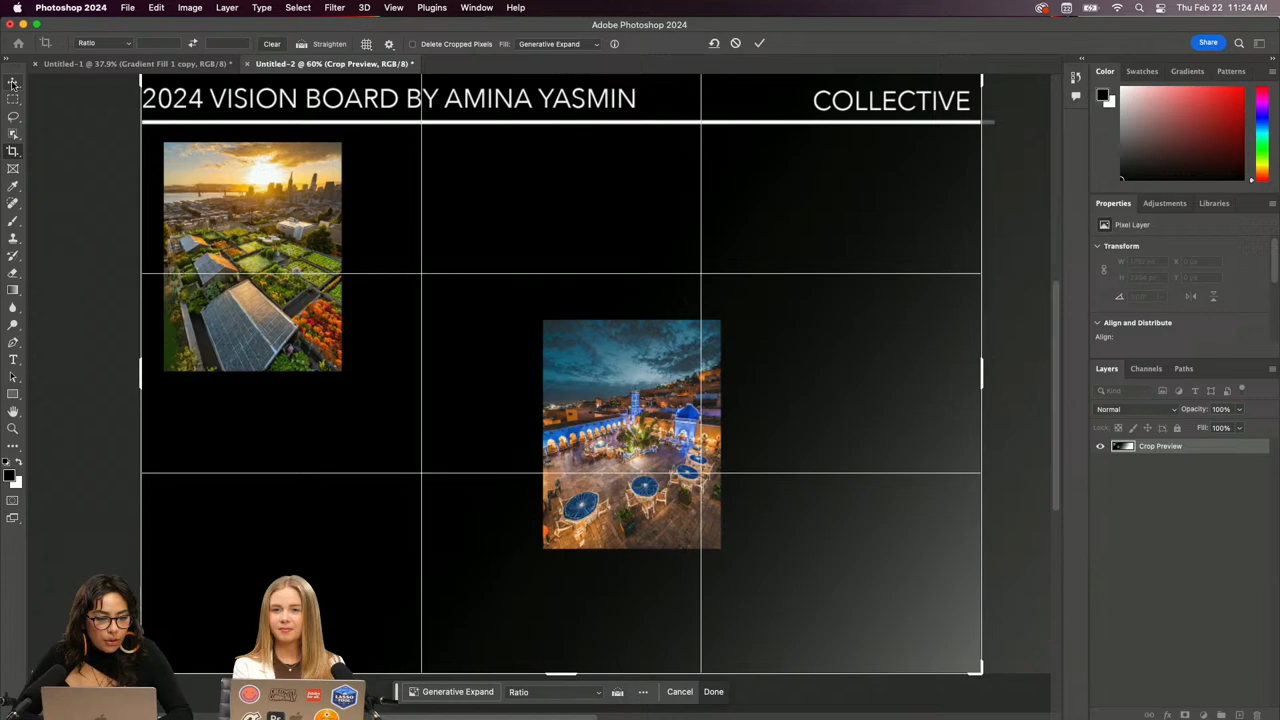 Photoshop 2024 File Edit Image Layer Type Select Filter 3D View Plugins Window Help Thu Feb 22 11:24 AM
Adobe Photoshop 2024
Ratio Clear Straighten Delete Cropped Pixels Fill: Generative Expand Share
Untitled-1 @ 37.9% (Gradient Fill 1 copy, RGB/8) * Untitled-2 @ 60% (Crop Preview, RGB/8) *
Color Swatches Gradients Patterns
2024 VISION BOARD BY AMINA YASMIN COLLECTIVE
Properties Adjustments Libraries
Pixel Layer
Transform
Align and Distribute
Align:
Layers Channels Paths
Kind
Normal Opacity: 100%
Lock: Fill: 100%
Crop Preview
Generative Expand Ratio Cancel Done